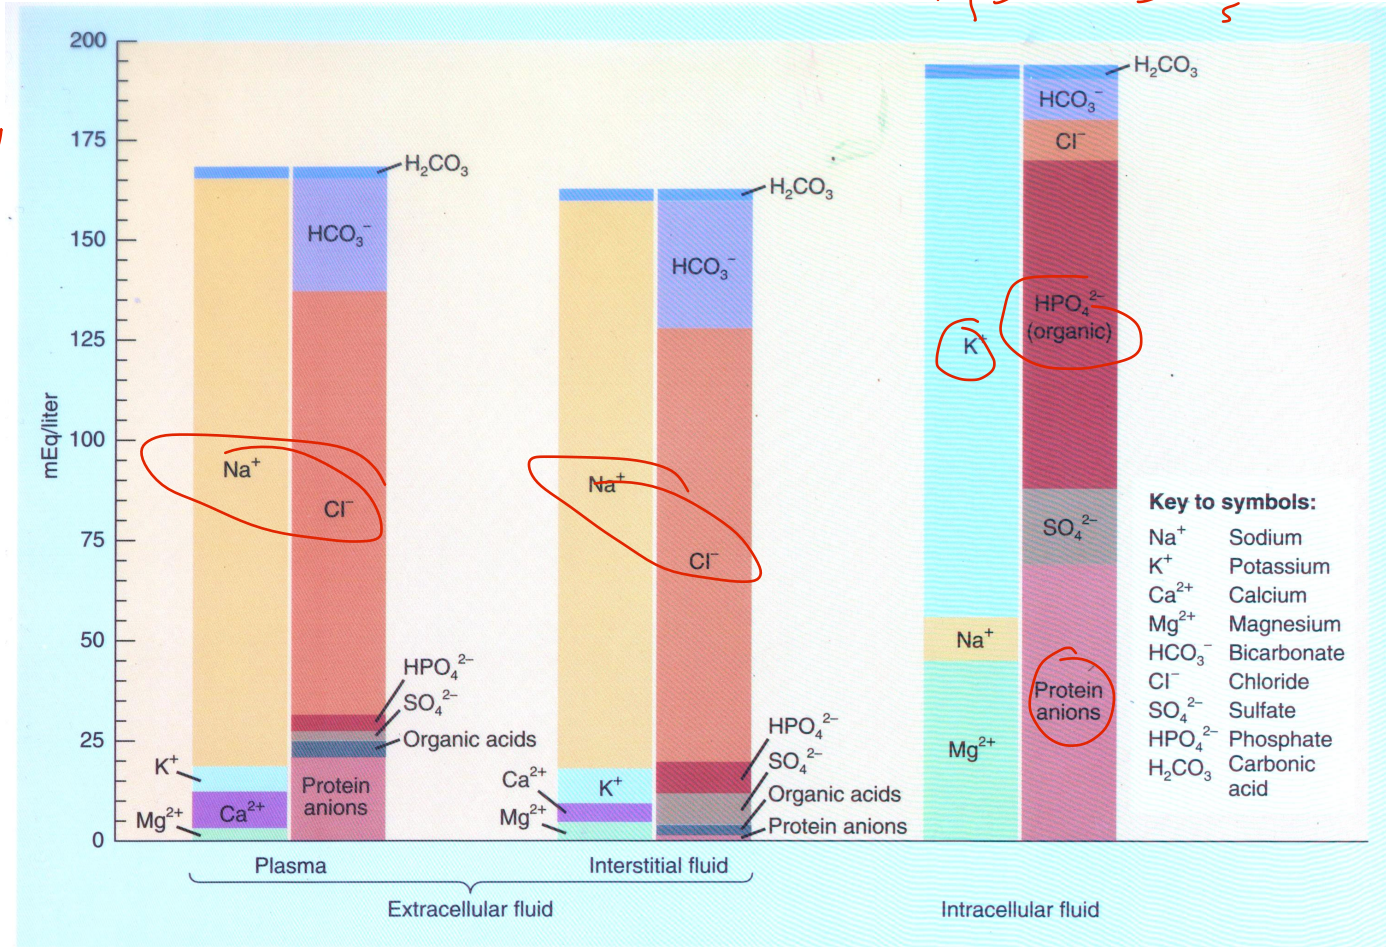 200
175
150
125
100
75
50
25
0
mEq/liter
H₂CO₃
HCO₃⁻
Na⁺
Cl⁻
HPO₄²⁻
SO₄²⁻
Organic acids
K⁺
Protein anions
Ca²⁺
Mg²⁺
Plasma
H₂CO₃
HCO₃⁻
Na⁺
Cl⁻
HPO₄²⁻
SO₄²⁻
Ca²⁺
K⁺
Organic acids
Mg²⁺
Protein anions
Interstitial fluid
Extracellular fluid
H₂CO₃
HCO₃⁻
Cl⁻
HPO₄²⁻
(organic)
K⁺
SO₄²⁻
Na⁺
Protein
anions
Mg²⁺
Intracellular fluid
Key to symbols:
Na⁺ Sodium
K⁺ Potassium
Ca²⁺ Calcium
Mg²⁺ Magnesium
HCO₃⁻ Bicarbonate
Cl⁻ Chloride
SO₄²⁻ Sulfate
HPO₄²⁻ Phosphate
H₂CO₃ Carbonic
acid